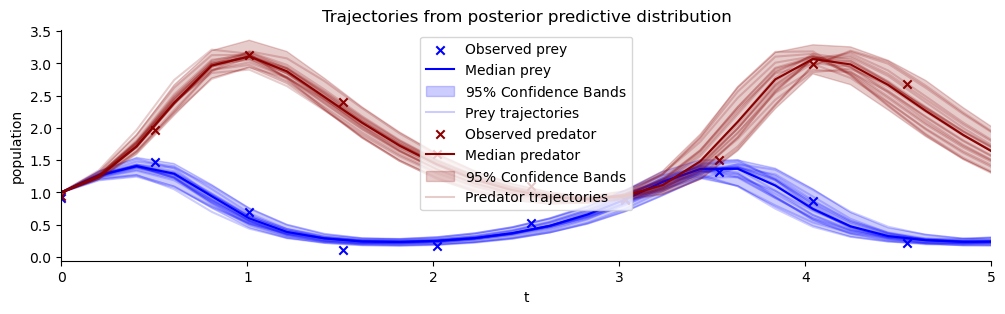 Trajectories from posterior predictive distribution
population
3.5
3.0
2.5
2.0
1.5
1.0
0.5
0.0
Observed prey
Median prey
95% Confidence Bands
Prey trajectories
Observed predator
Median predator
95% Confidence Bands
Predator trajectories
0 1 2 3 4 5
t